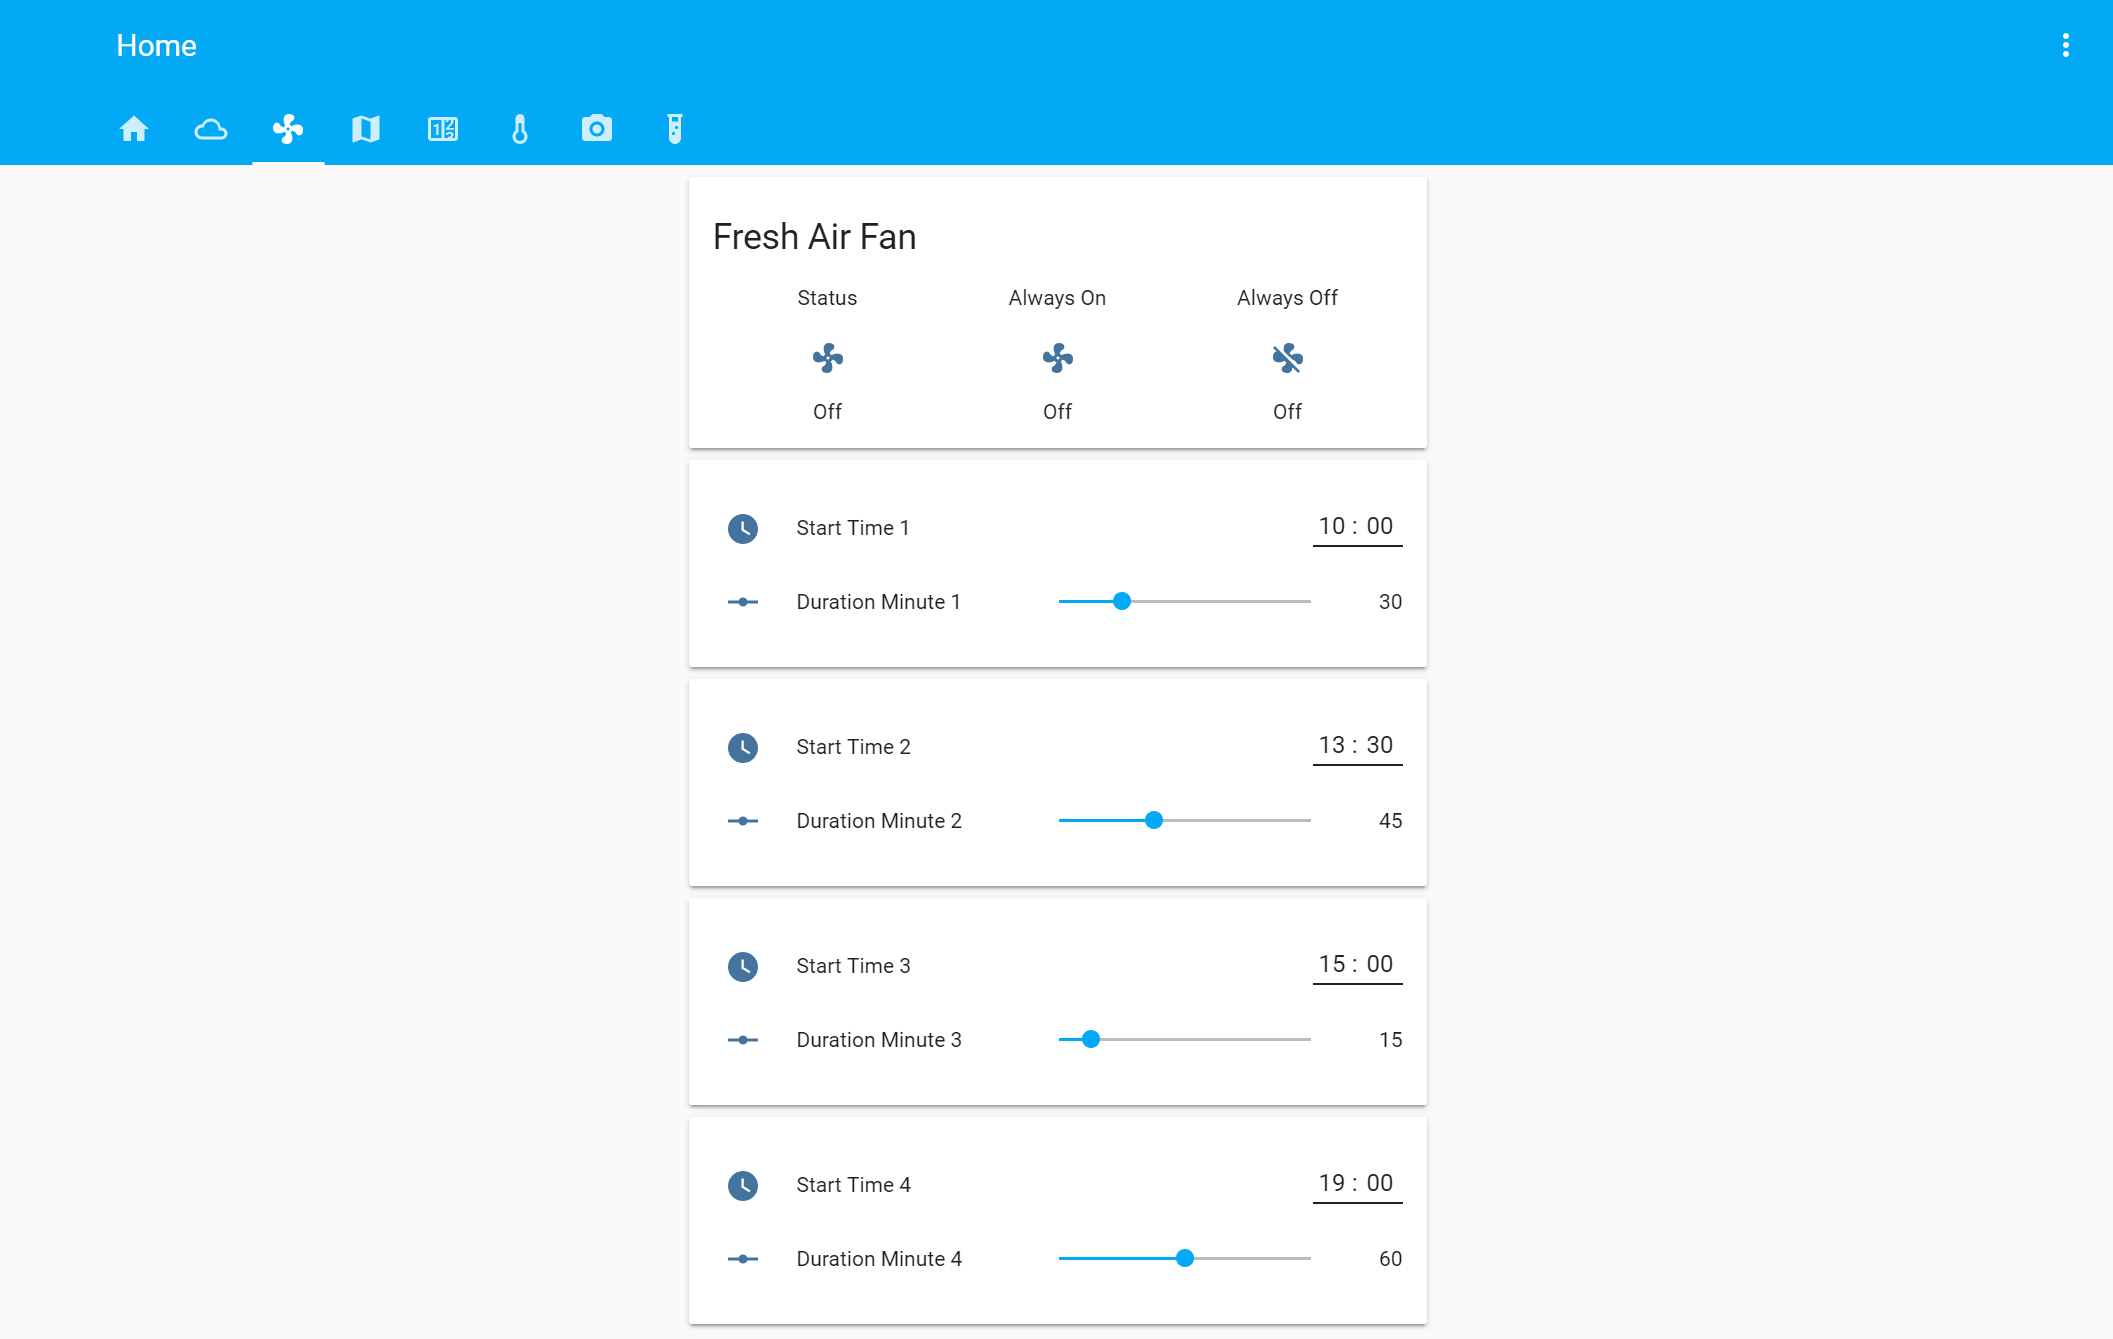 Home
Fresh Air Fan
Status Always On Always Off
Off Off Off
Start Time 1 10 : 00
Duration Minute 1 30
Start Time 2 13 : 30
Duration Minute 2 45
Start Time 3 15 : 00
Duration Minute 3 15
Start Time 4 19 : 00
Duration Minute 4 60